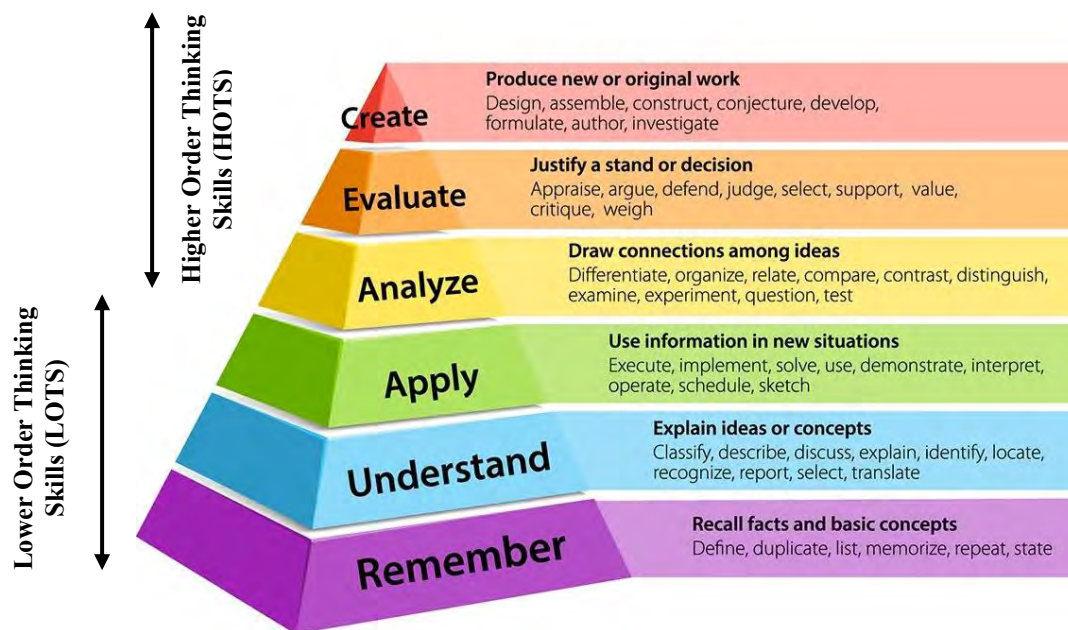 Higher Order Thinking
Skills (HOTS)
Lower Order Thinking
Skills (LOTS)
Create
Produce new or original work
Design, assemble, construct, conjecture, develop,
formulate, author, investigate
Evaluate
Justify a stand or decision
Appraise, argue, defend, judge, select, support, value,
critique, weigh
Analyze
Draw connections among ideas
Differentiate, organize, relate, compare, contrast, distinguish,
examine, experiment, question, test
Apply
Use information in new situations
Execute, implement, solve, use, demonstrate, interpret,
operate, schedule, sketch
Understand
Explain ideas or concepts
Classify, describe, discuss, explain, identify, locate,
recognize, report, select, translate
Remember
Recall facts and basic concepts
Define, duplicate, list, memorize, repeat, state